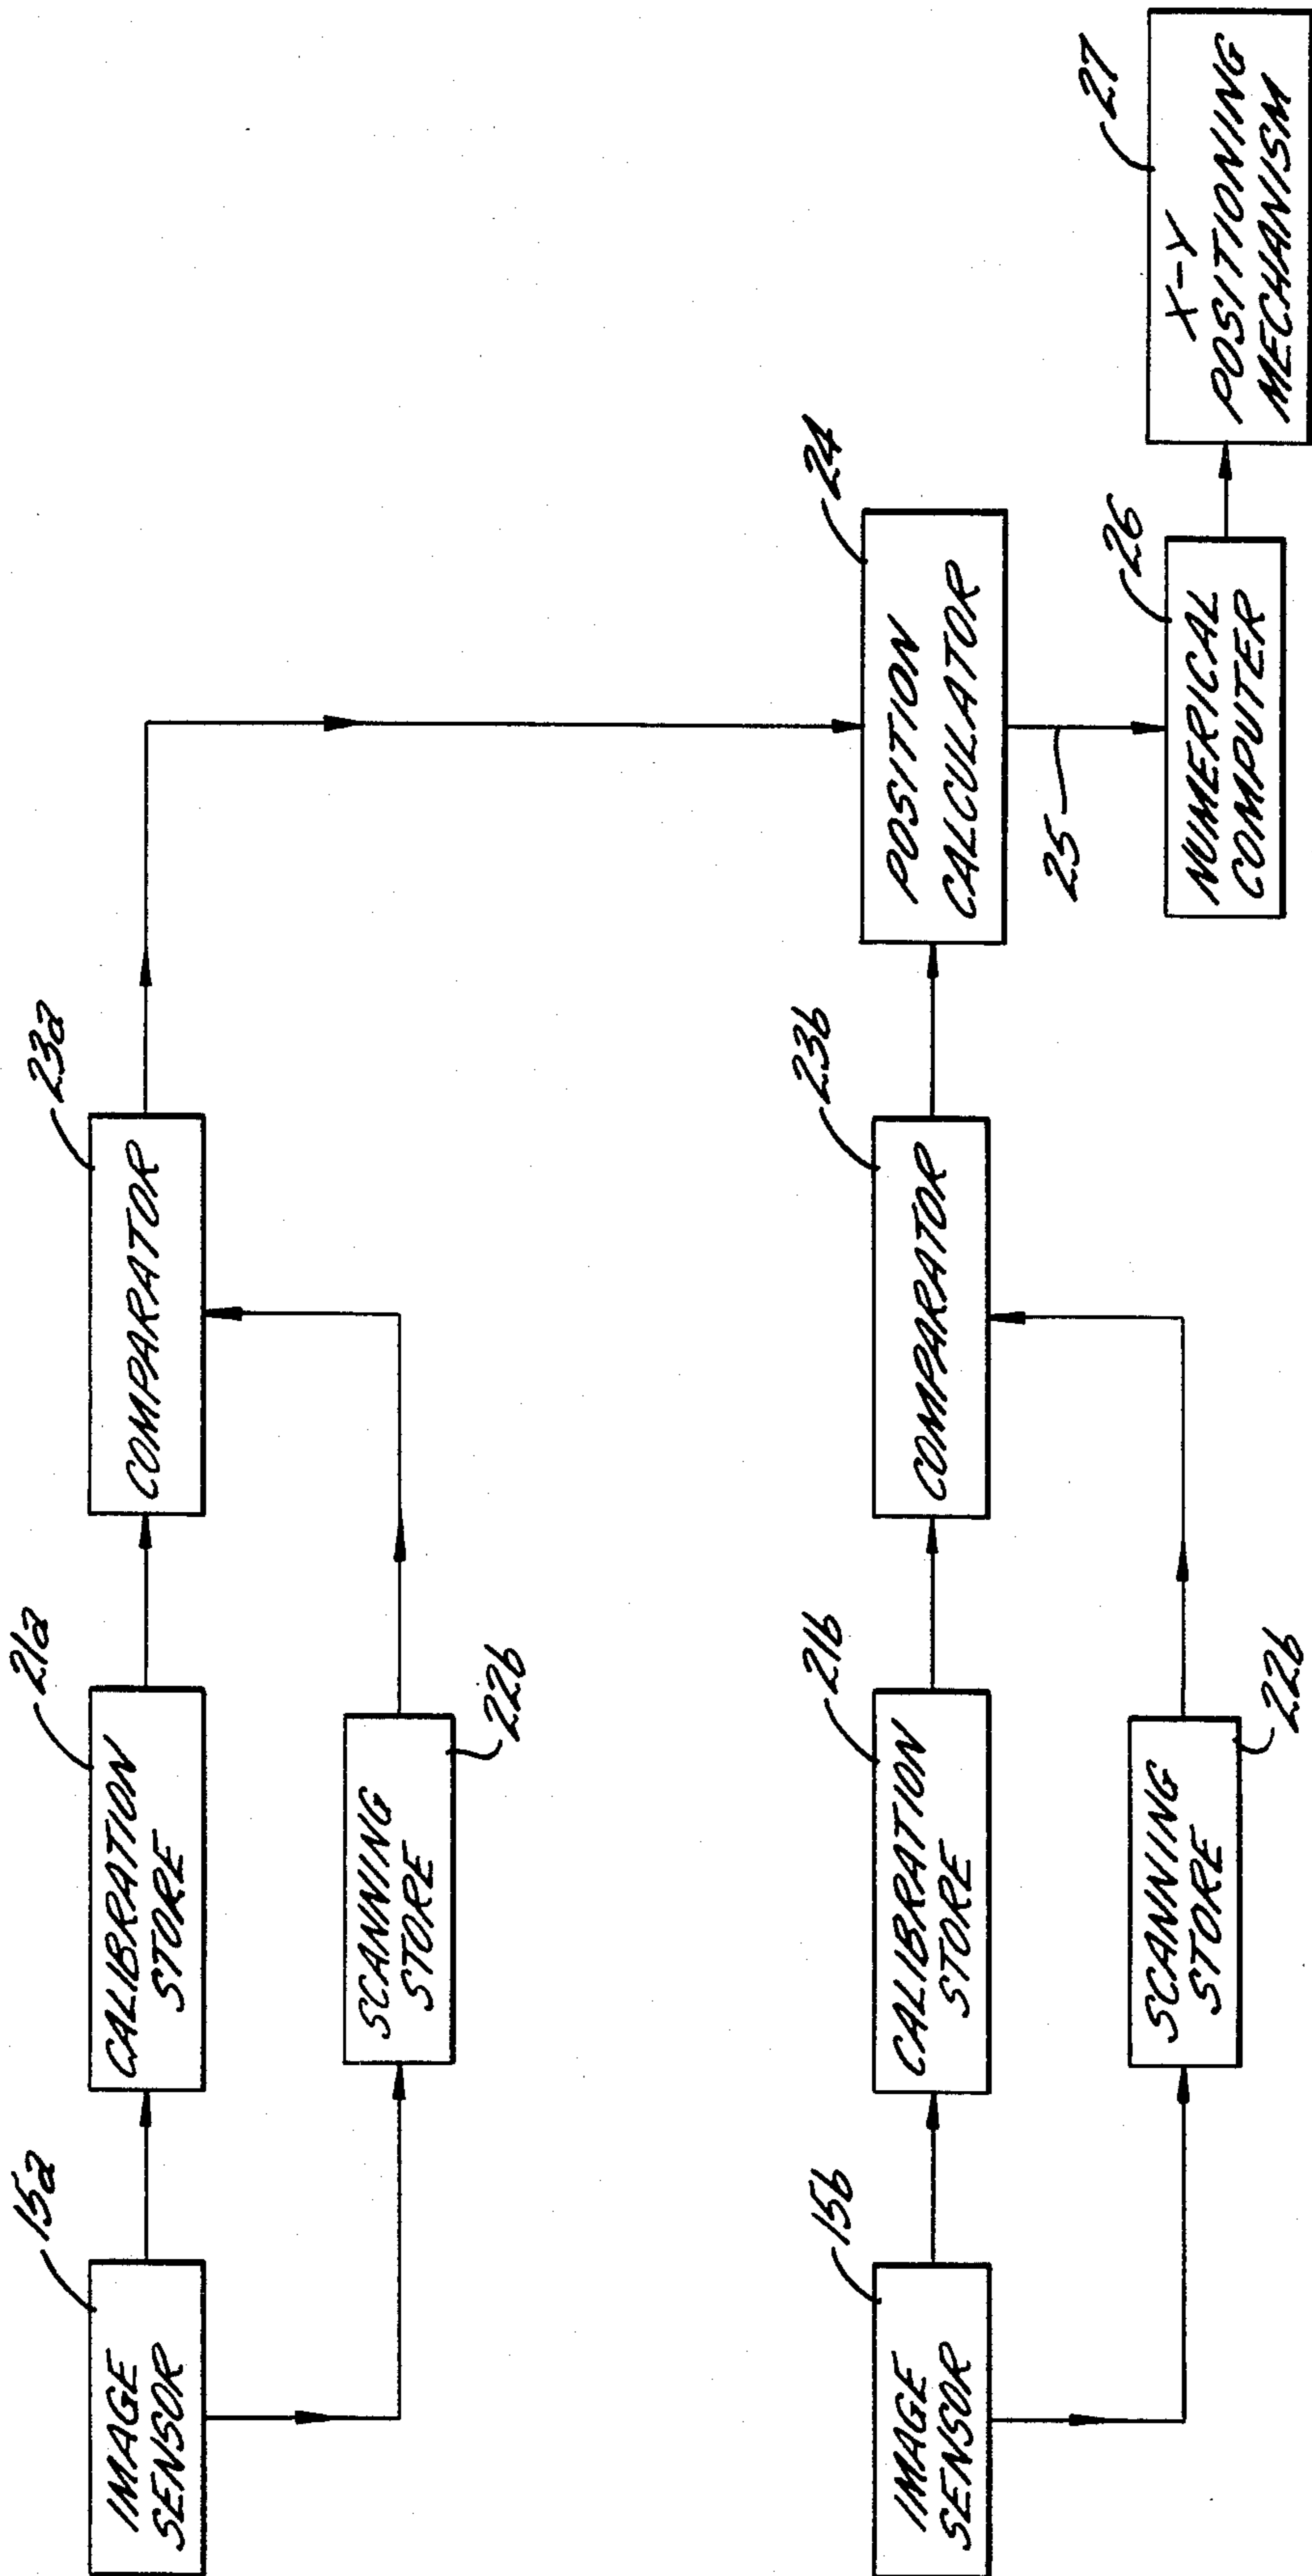 15a
IMAGE
SENSOR
21a
CALIBRATION
STORE
22b
SCANNING
STORE
23a
COMPARATOR
15b
IMAGE
SENSOR
21b
CALIBRATION
STORE
22b
SCANNING
STORE
23b
COMPARATOR
24
POSITION
CALCULATOR
25
26
NUMERICAL
COMPUTER
27
X-Y
POSITIONING
MECHANISM